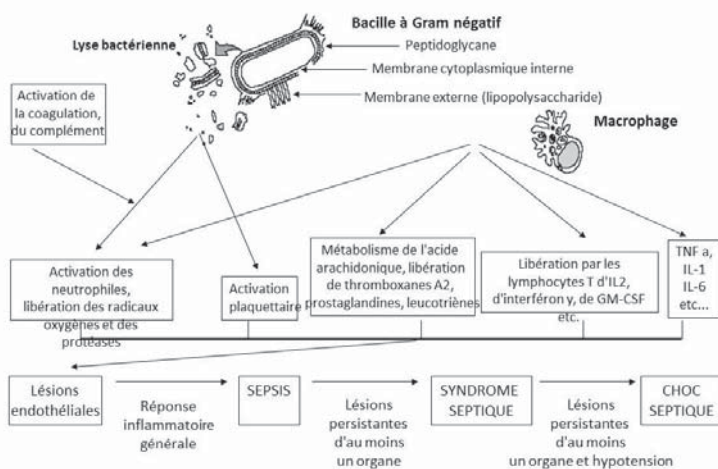 Bacille à Gram négatif
Lyse bactérienne
Peptidoglycane
Membrane cytoplasmique interne
Membrane externe (lipopolysaccharide)
Activation de
la coagulation,
du complément
Macrophage
Activation des
neutrophiles,
libération des radicaux
oxygènes et des
protéases
Activation
plaquettaire
Métabolisme de l'acide
arachidonique, libération
de thromboxanes A2,
prostaglandines, leucotriènes
Libération par les
lymphocytes T d'IL2,
d'interféron y, de GM-CSF
etc.
TNF a,
IL-1
IL-6
etc...
Lésions
endothéliales
Réponse
inflammatoire
générale
SEPSIS
Lésions
persistantes
d'au moins
un organe
SYNDROME
SEPTIQUE
Lésions
persistantes
d'au moins
un organe et hypotension
CHOC
SEPTIQUE